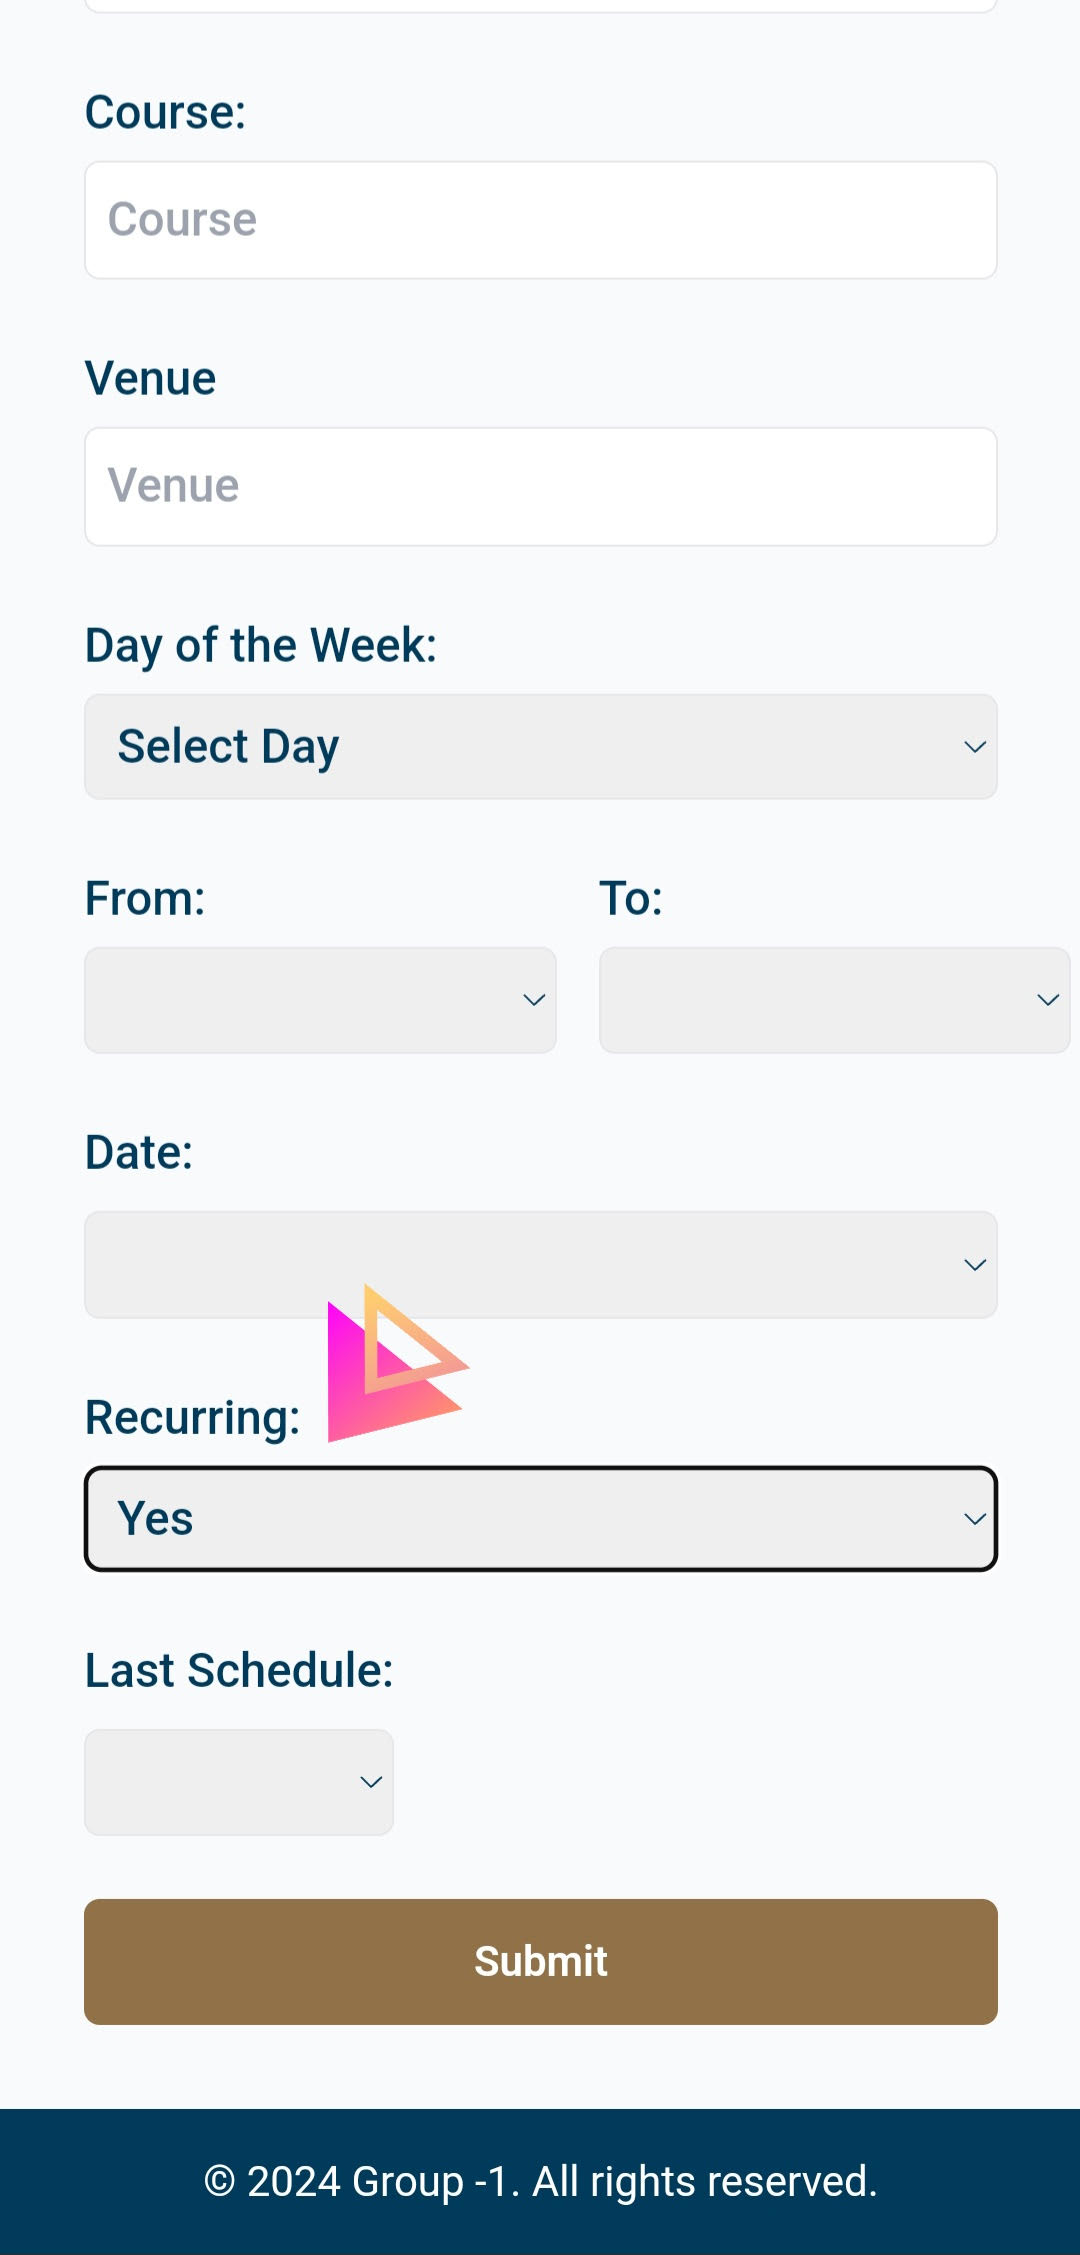 Course:
Course
Venue
Venue
Day of the Week:
Select Day
From: To:
Date:
Recurring:
Yes
Last Schedule:
Submit
© 2024 Group -1. All rights reserved.